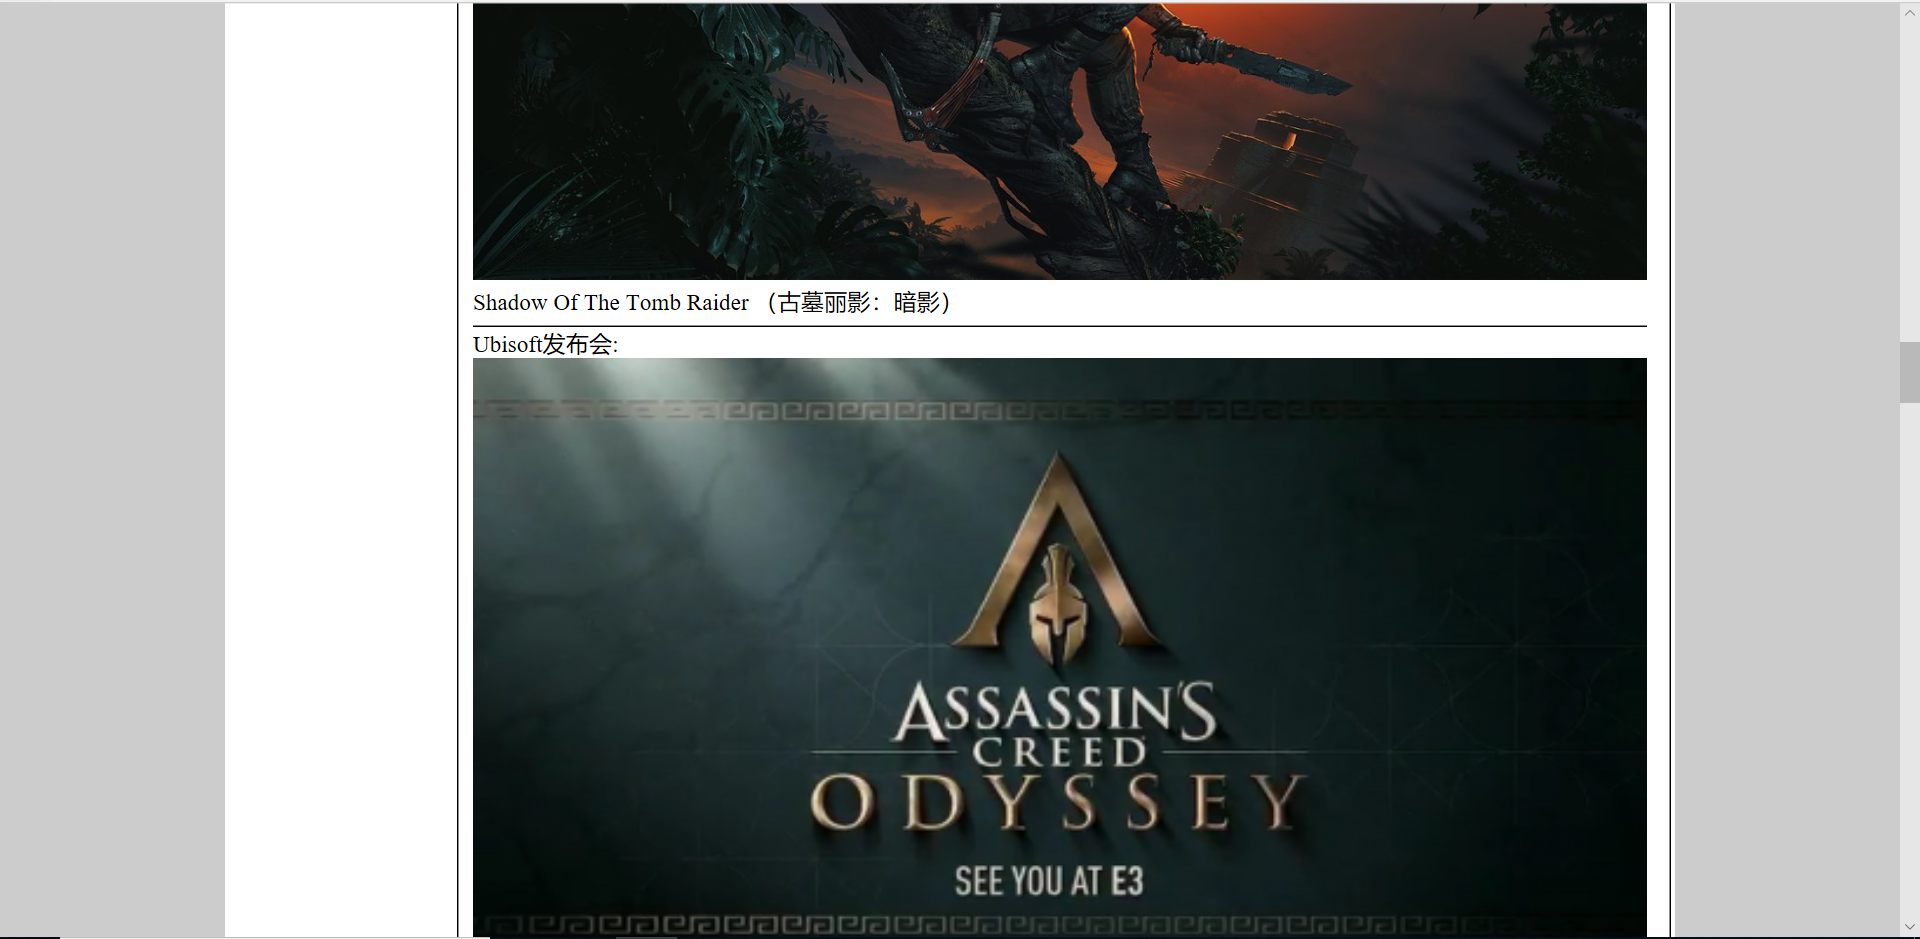 Shadow Of The Tomb Raider （古墓丽影：暗影）
Ubisoft发布会:
ASSASSIN'S
CREED
ODYSSEY
SEE YOU AT E3